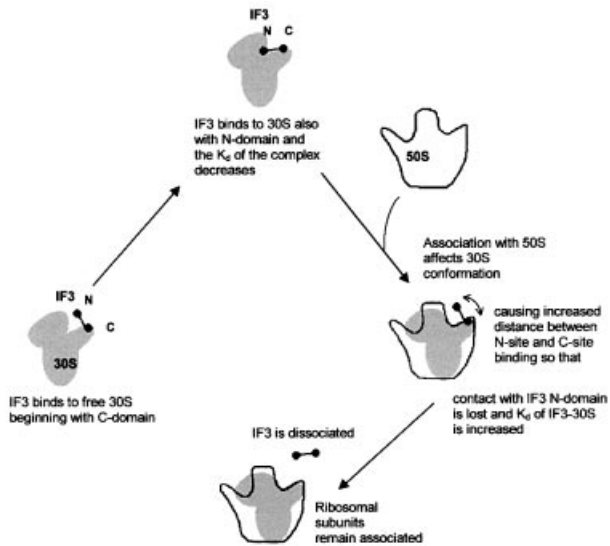 IF3
N C
IF3 binds to 30S also
with N-domain and
the Kd of the complex
decreases
50S
Association with 50S
affects 30S
conformation
IF3 N
C
30S
IF3 binds to free 30S
beginning with C-domain
causing increased
distance between
N-site and C-site
binding so that
contact with IF3 N-domain
is lost and Kd of IF3-30S
is increased
IF3 is dissociated
Ribosomal
subunits
remain associated